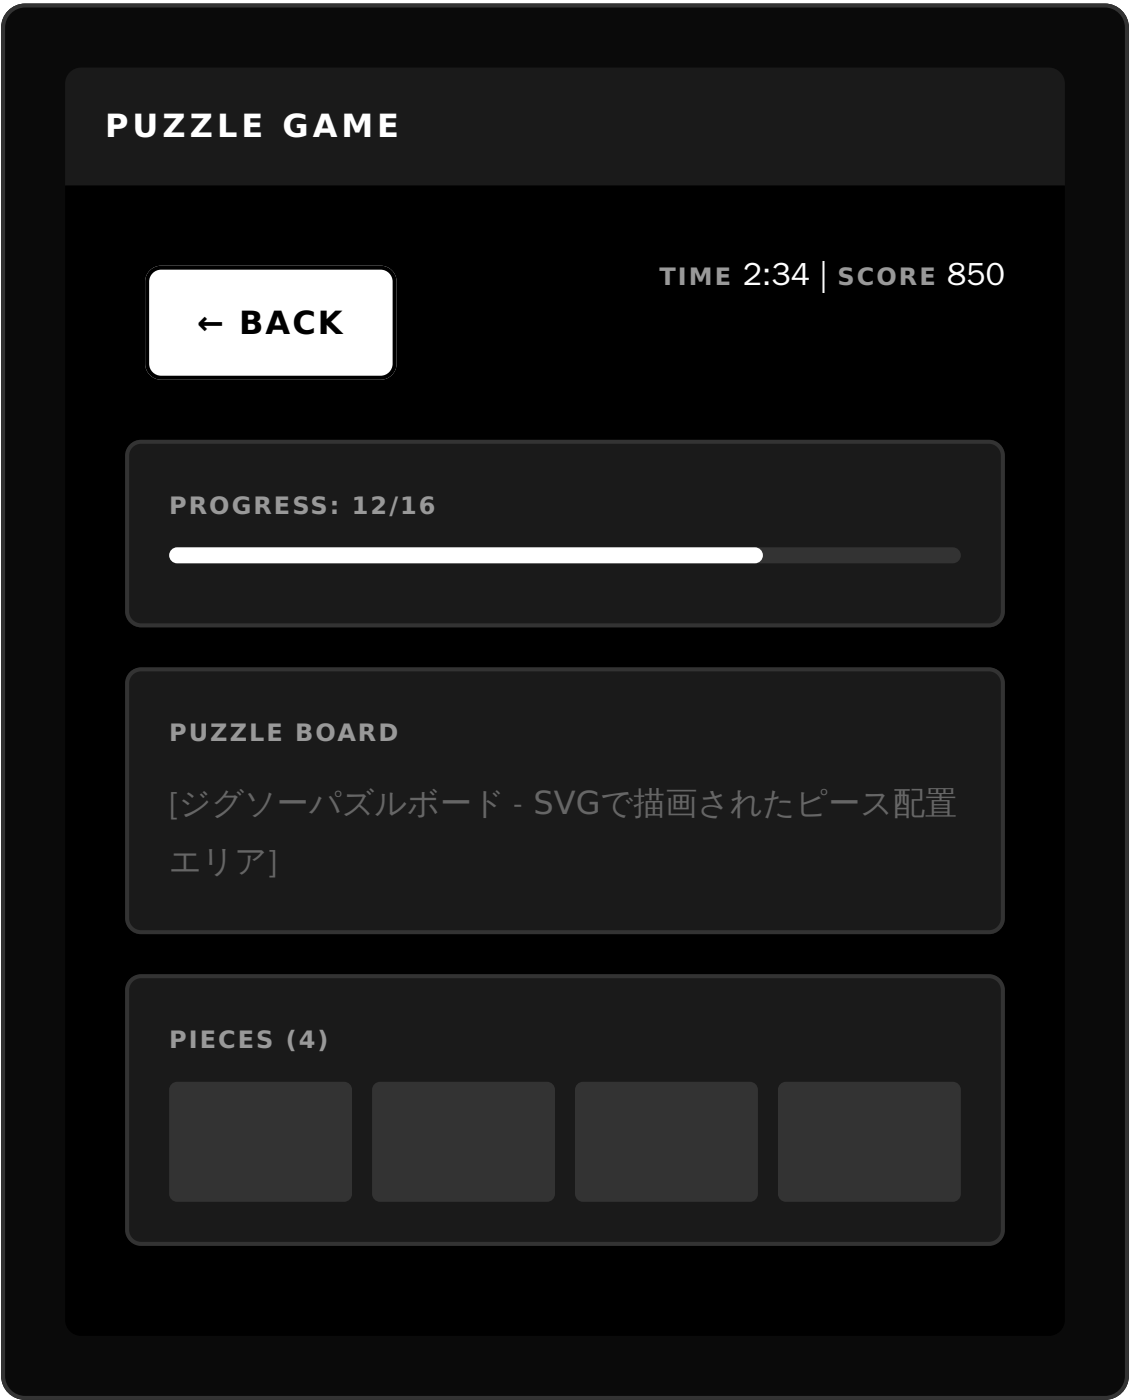 PUZZLE GAME
← BACK
TIME 2:34 | SCORE 850
PROGRESS: 12/16
PUZZLE BOARD
[ジグソーパズルボード - SVGで描画されたピース配置
エリア]
PIECES (4)